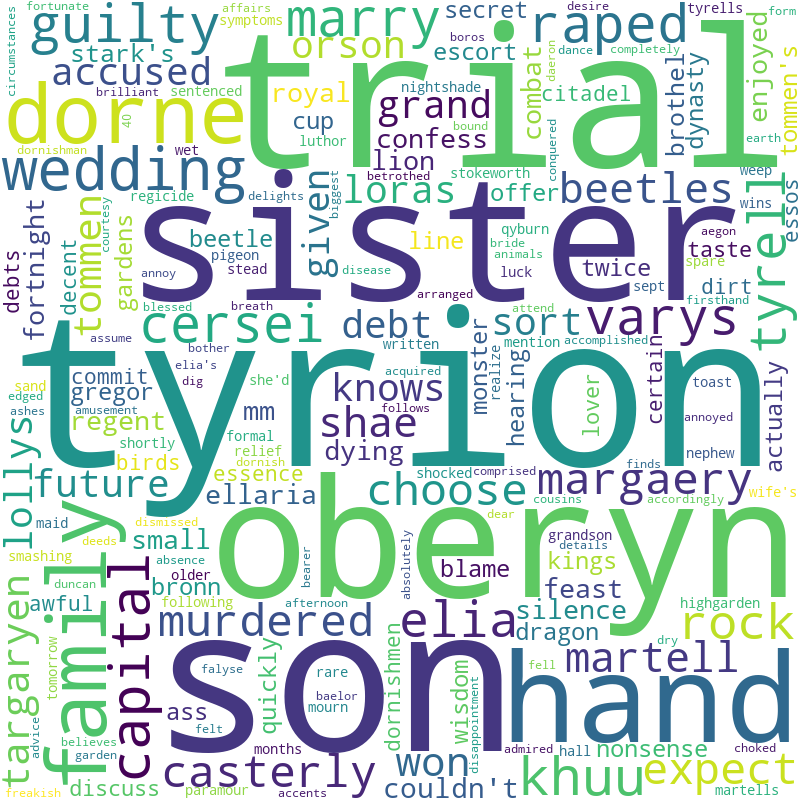 fortunate
affairs
secret
desire
tyrells
form
guilty
marry
symptoms
boros
raped
stark's
orson
escort
dance
completely
circumstances
accused
nightshade
combat
daeron
enjoyed
tommen's
brilliant
sentenced
royal
grand
citadel
brothel
dynasty
trial
dorne
40
cup
luthor
confess
bound
conquered
earth
dornishman
wet
lion
stokeworth
betrothed
weep
wedding
regicide
delights
biggest
given
loras
offer
beetles
wins
essos
tyrell
courtesy
sister
tommen
gardens
beetle
line
qyburn
bride
animals
aegon
taste
spare
fortnight
debts
decent
pigeon
stead
annoy
disease
luck
twice
sept
dirt
firsthand
blessed
breath
arranged
attend
cersei
debt
sort
varys
assume
bother
written
mention
accomplished
tyrion
elia's
dig
acquired
monster
realize
hearing
lover
certain
toast
actually
commit
she'd
knows
sand
edged
ashes
amusement
gregor
mm
shae
follows
annoyed
nephew
regent
shortly
formal
relief
dornish
dying
lollys
birds
essence
shocked
comprised
finds
margaery
future
ellaria
choose
cousins
accordingly
wife's
maid
dismissed
oberyn
dear
family
deeds
small
smashing
absence
bearer
absolutely
grandson
details
duncan
older
bronn
blame
kings
targaryen
awful
following
afternoon
feast
highgarden
capital
murdered
elia
silence
rock
dragon
dry
tomorrow
son
falyse
rare
quickly
baelor
mourn
dornishmen
wisdom
disappointment
hand
fell
martell
ass
felt
advice
believes
garden
months
admired
hall
nonsense
choked
won
casterly
couldn't
khuu
expect
freakish
discuss
paramour
accents
martells